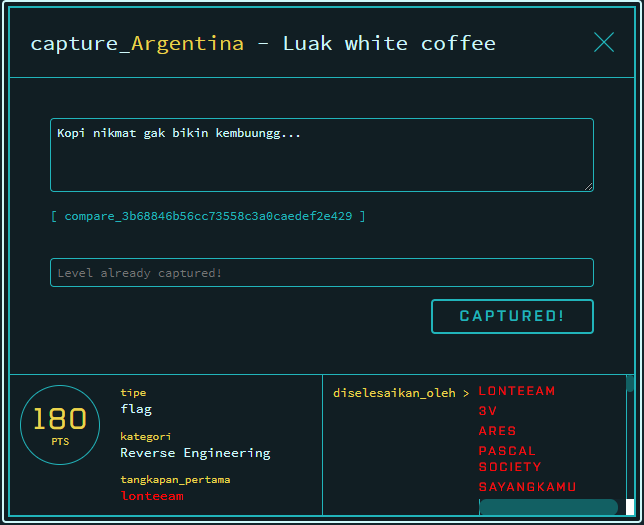 capture_Argentina - Luak white coffee
Kopi nikmat gak bikin kembuungg...
[ compare_3b68846b56cc73558c3a0caedef2e429 ]
Level already captured!
CAPTURED!
180
PTS
tipe
flag
kategori
Reverse Engineering
tangkapan_pertama
lonteeam
diselesaikan_oleh >
LONTEEAM
3V
ARES
PASCAL
SOCIETY
SAYANGKAMU